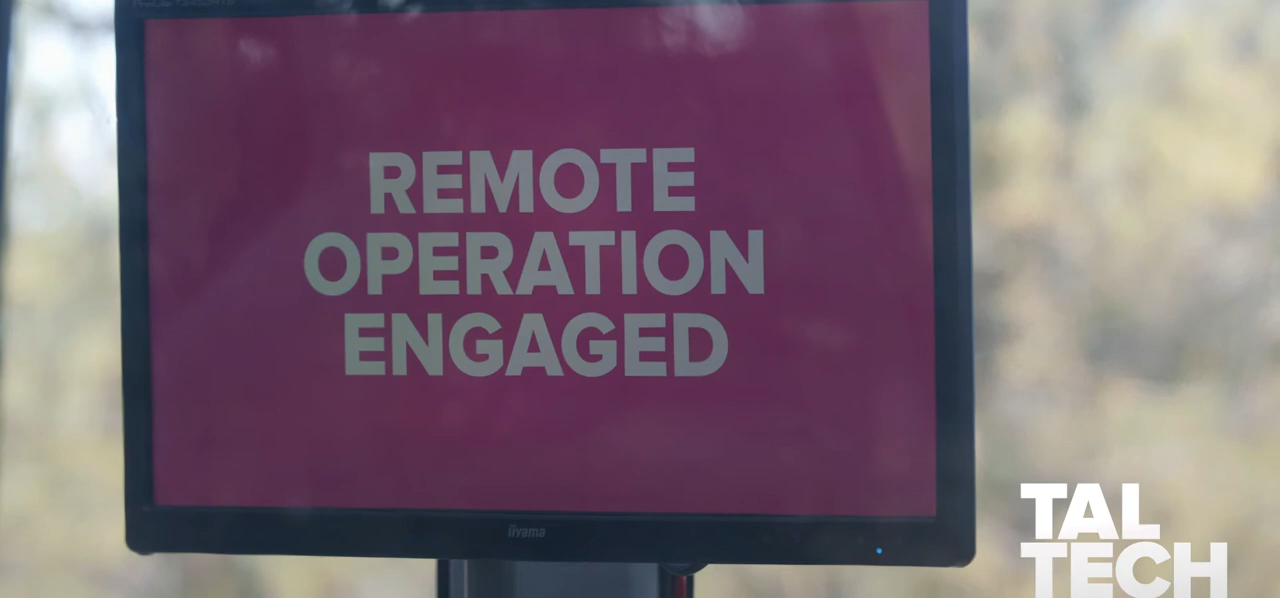 REMOTE
OPERATION
ENGAGED
iiyama
TAL
TECH